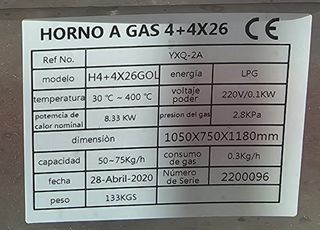 HORNO A GAS 4+4X26 CE
Ref No. YXQ-2A
modelo H4+4X26GOL energía LPG
temperatura 30 ℃ ~ 400℃ voltaje poder 220V/0.1KW
potemcia de calor nominal 8.33 KW presion del gas 2.8KPa
dimensiòn 1050X750X1180mm
capacidad 50~75Kg/h consumo de gas 0.3Kg/h
fecha 28-Abril-2020 Número de Serie 2200096
peso 133KGS